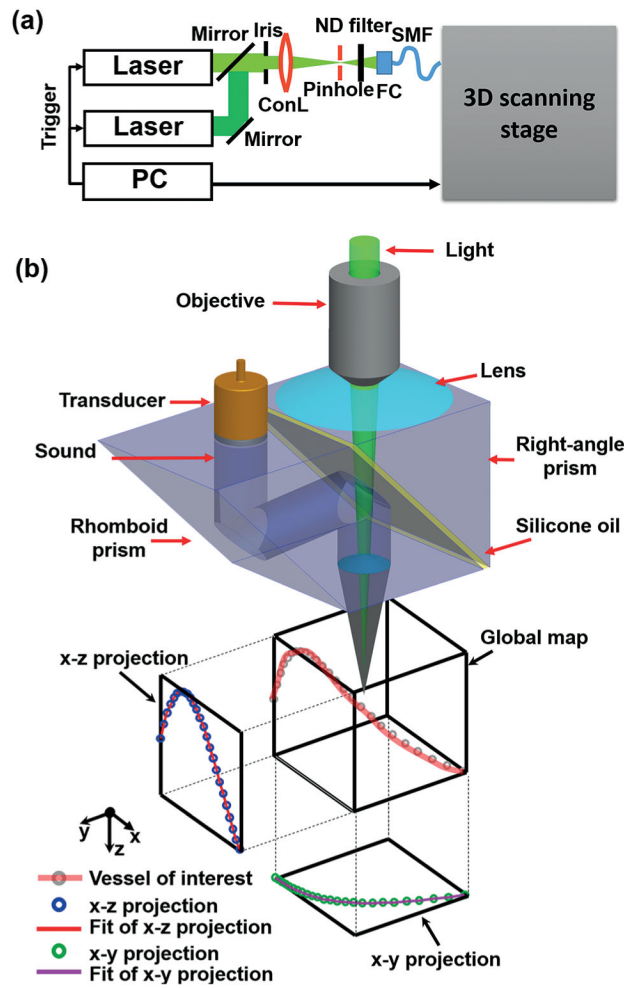 (a)
Mirror Iris
ND filter
SMF
Laser
ConL
Pinhole FC
3D scanning
stage
Trigger
Laser
Mirror
PC
(b)
Light
Objective
Lens
Transducer
Sound
Right-angle
prism
Rhomboid
prism
Silicone oil
x-z projection
Global map
y x
z
Vessel of interest
x-z projection
Fit of x-z projection
x-y projection
Fit of x-y projection
x-y projection